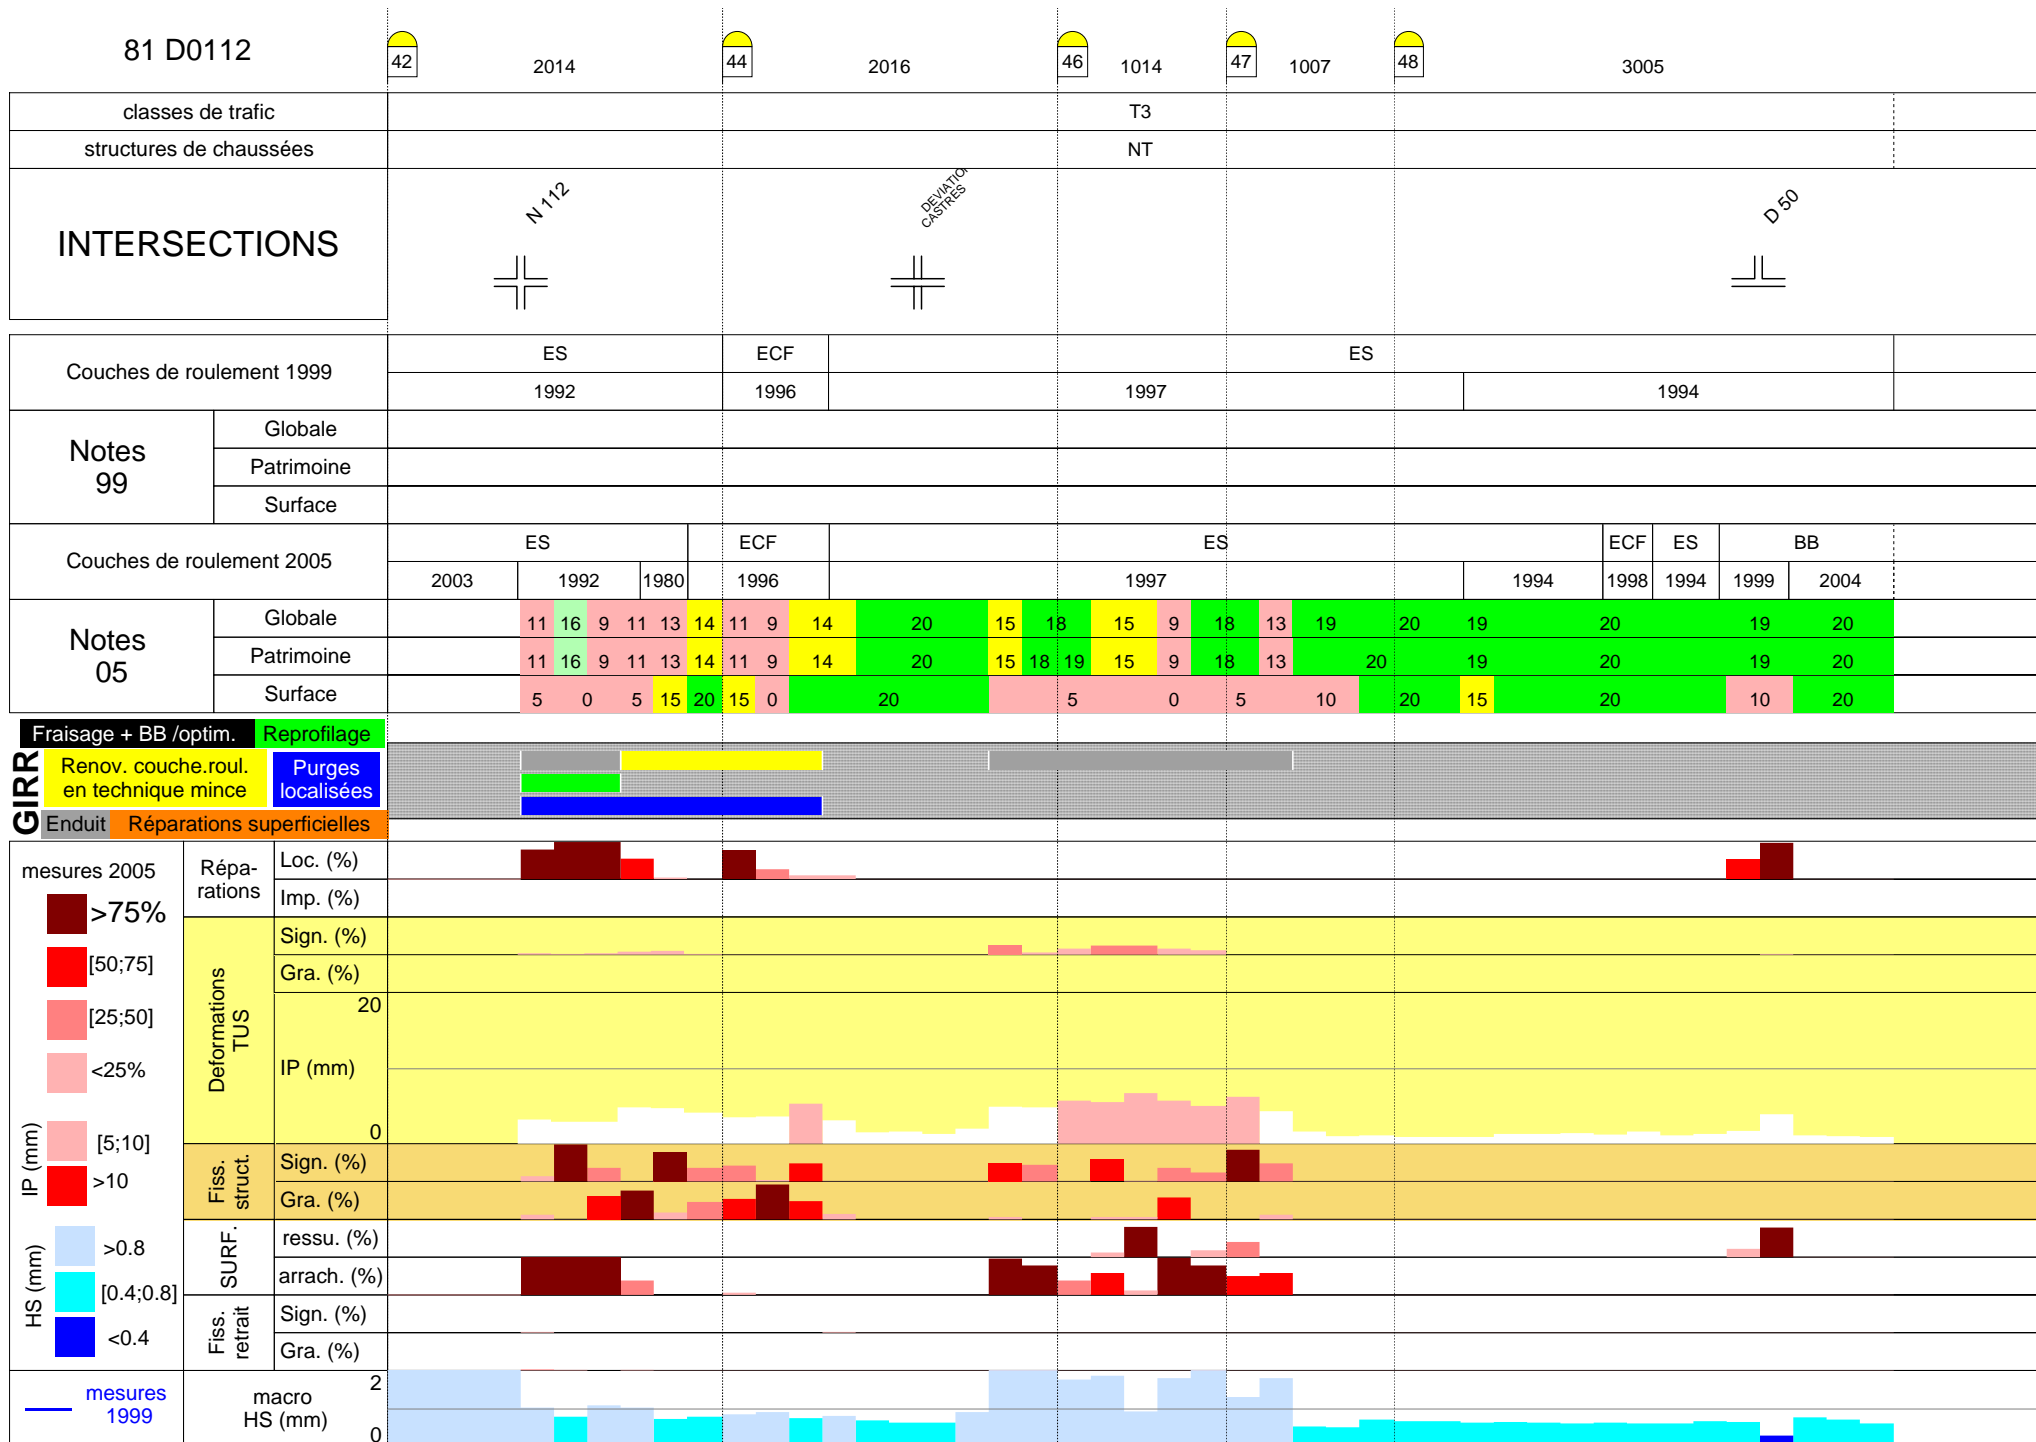 81 D0112
42 2014 44 2016 46 1014 47 1007 48 3005
classes de trafic T3
structures de chaussées NT
INTERSECTIONS
N 112
DEVIATION
CASTRES
D 50
Couches de roulement 1999
ES ECF ES
1992 1996 1997 1994
Notes
99
Globale
Patrimoine
Surface
Couches de roulement 2005
ES ECF ES ECF ES BB
2003 1992 1980 1996 1997 1994 1998 1994 1999 2004
Notes
05
Globale 11 16 9 11 13 14 11 9 14 20 15 18 15 9 18 13 19 20 19 20 19 20
Patrimoine 11 16 9 11 13 14 11 9 14 20 15 18 19 15 9 18 13 20 19 20 19 20
Surface 5 0 5 15 20 15 0 20 5 0 5 10 20 15 20 10 20
GIRR
Fraisage + BB /optim. Reprofilage
Renov. couche.roul.
en technique mince
Purges
localisées
Enduit Réparations superficielles
mesures 2005
>75%
[50;75]
[25;50]
<25%
IP (mm)
[5;10]
>10
HS (mm)
>0.8
[0.4;0.8]
<0.4
mesures
1999
Répa-
rations
Loc. (%)
Imp. (%)
Deformations
TUS
Sign. (%)
Gra. (%)
20
IP (mm)
0
Fiss.
struct.
Sign. (%)
Gra. (%)
SURF.
ressu. (%)
arrach. (%)
Fiss.
retrait
Sign. (%)
Gra. (%)
macro
HS (mm)
2
0